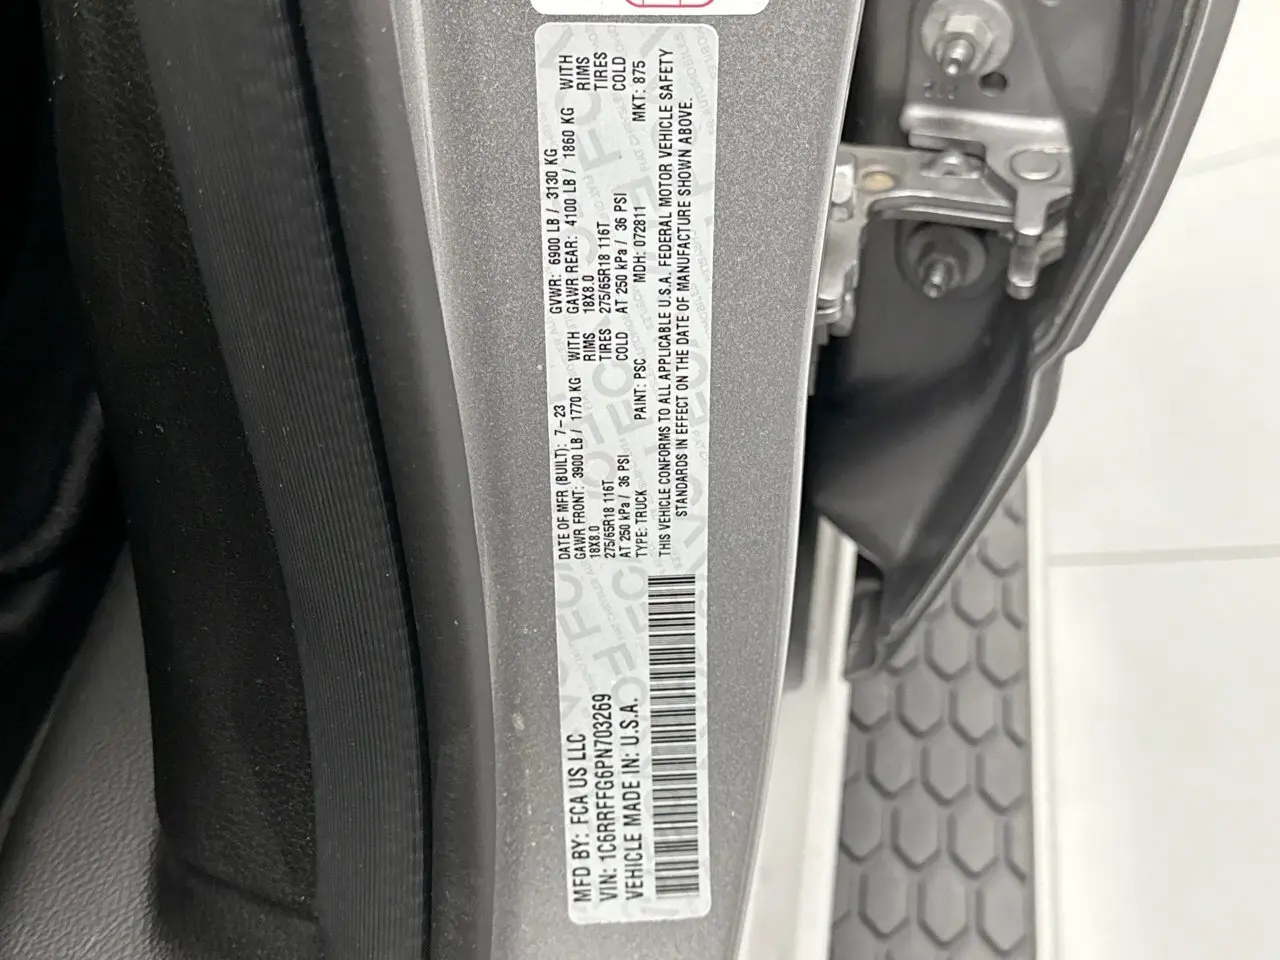 MFD BY: FCA US LLC
VIN: 1C6RRFFG6PN703269
VEHICLE MADE IN: U.S.A.
DATE OF MFR (BUILT): 7-23 GVWR: 6900 LB / 3130 KG
GAWR FRONT: 3900 LB / 1770 KG WITH GAWR REAR: 4100 LB / 1860 KG WITH
18X8.0 RIMS 18X8.0 RIMS
275/65R18 116T TIRES 275/65R18 116T TIRES
AT 250 kPa / 36 PSI COLD AT 250 kPa / 36 PSI COLD
TYPE: TRUCK PAINT: PSC MDH: 072811 MKT: 875
THIS VEHICLE CONFORMS TO ALL APPLICABLE U.S.A. FEDERAL MOTOR VEHICLE SAFETY
STANDARDS IN EFFECT ON THE DATE OF MANUFACTURE SHOWN ABOVE.